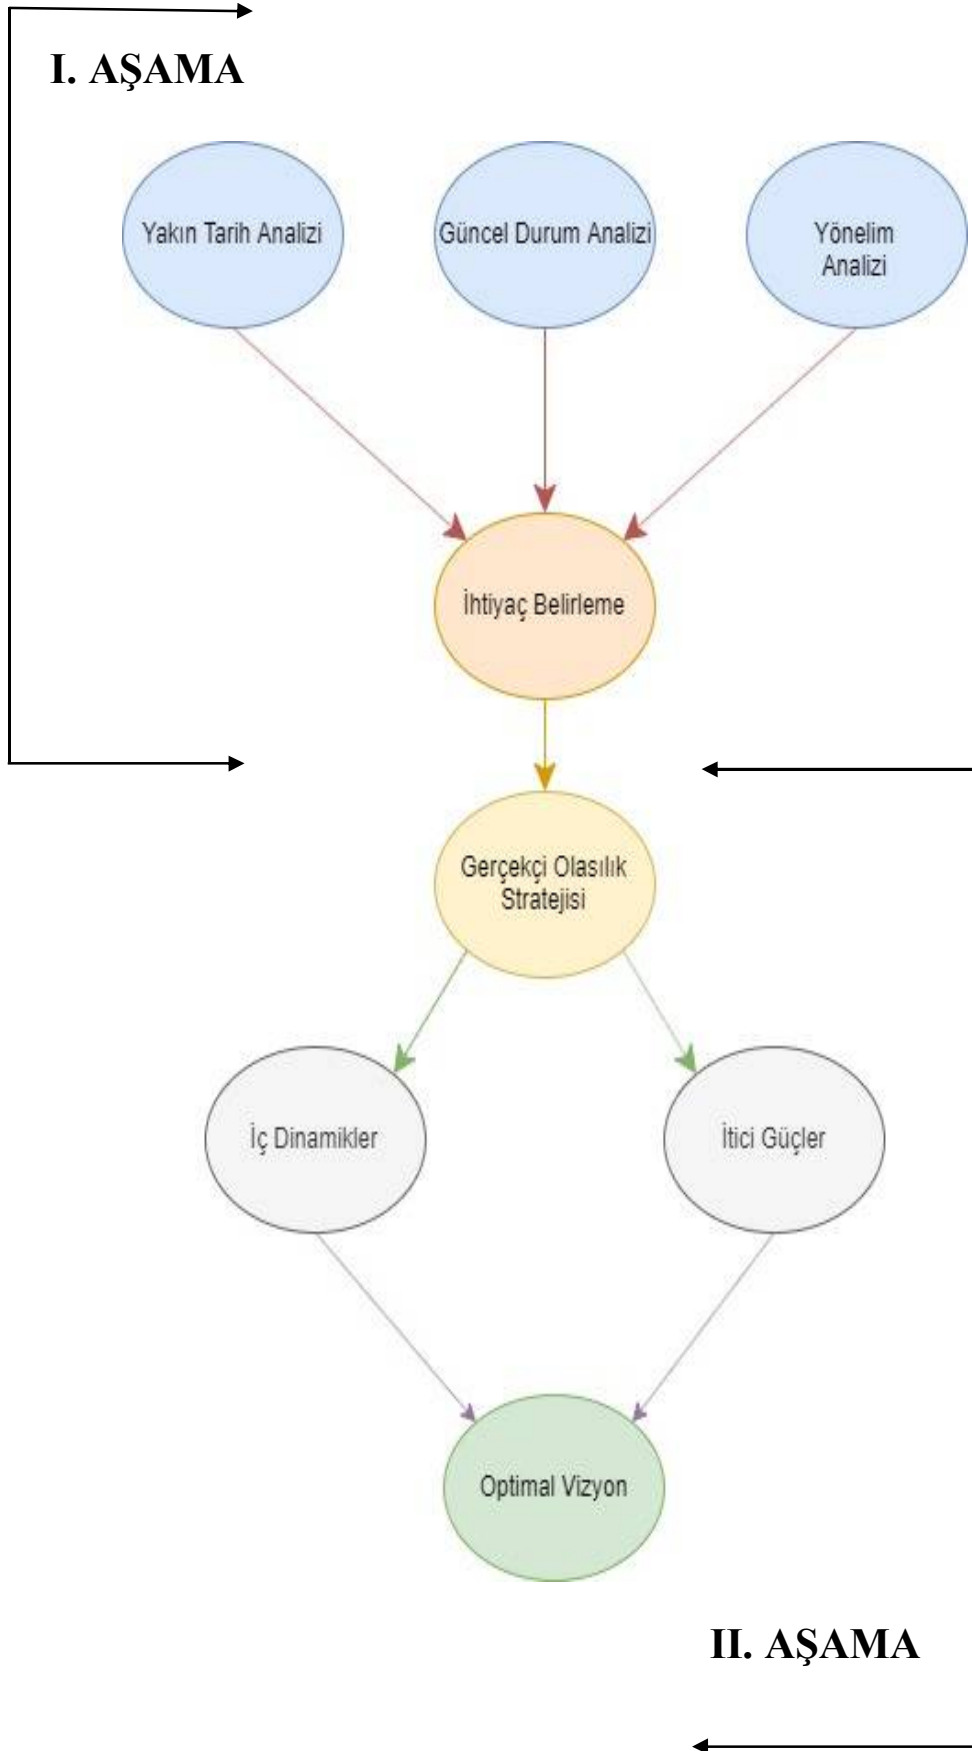 I. AŞAMA
Yakın Tarih Analizi
Güncel Durum Analizi
Yönelim
Analizi
İhtiyaç Belirleme
Gerçekçi Olasılık
Stratejisi
İç Dinamikler
İtici Güçler
Optimal Vizyon
II. AŞAMA